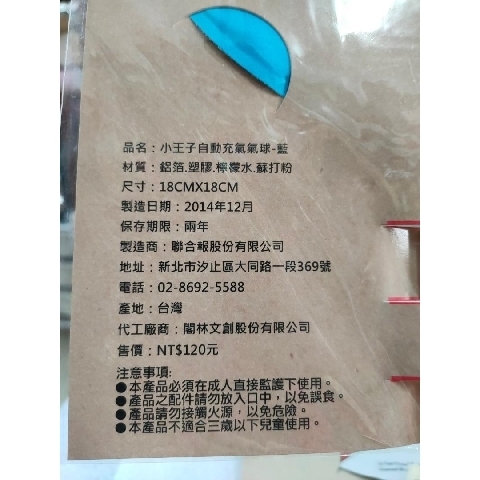 品名：小王子自動充氣氣球-藍
材質：鋁箔.塑膠.檸檬水.蘇打粉
尺寸：18CMX18CM
製造日期：2014年12月
保存期限：兩年
製造商：聯合報股份有限公司
地址：新北市汐止區大同路一段369號
電話：02-8692-5588
產地：台灣
代工廠商：閣林文創股份有限公司
售價：NT$120元
注意事項:
●本產品必須在成人直接監護下使用。
●產品之配件請勿放入口中，以免誤食。
●產品請勿接觸火源，以免危險。
●本產品不適合三歲以下兒童使用。